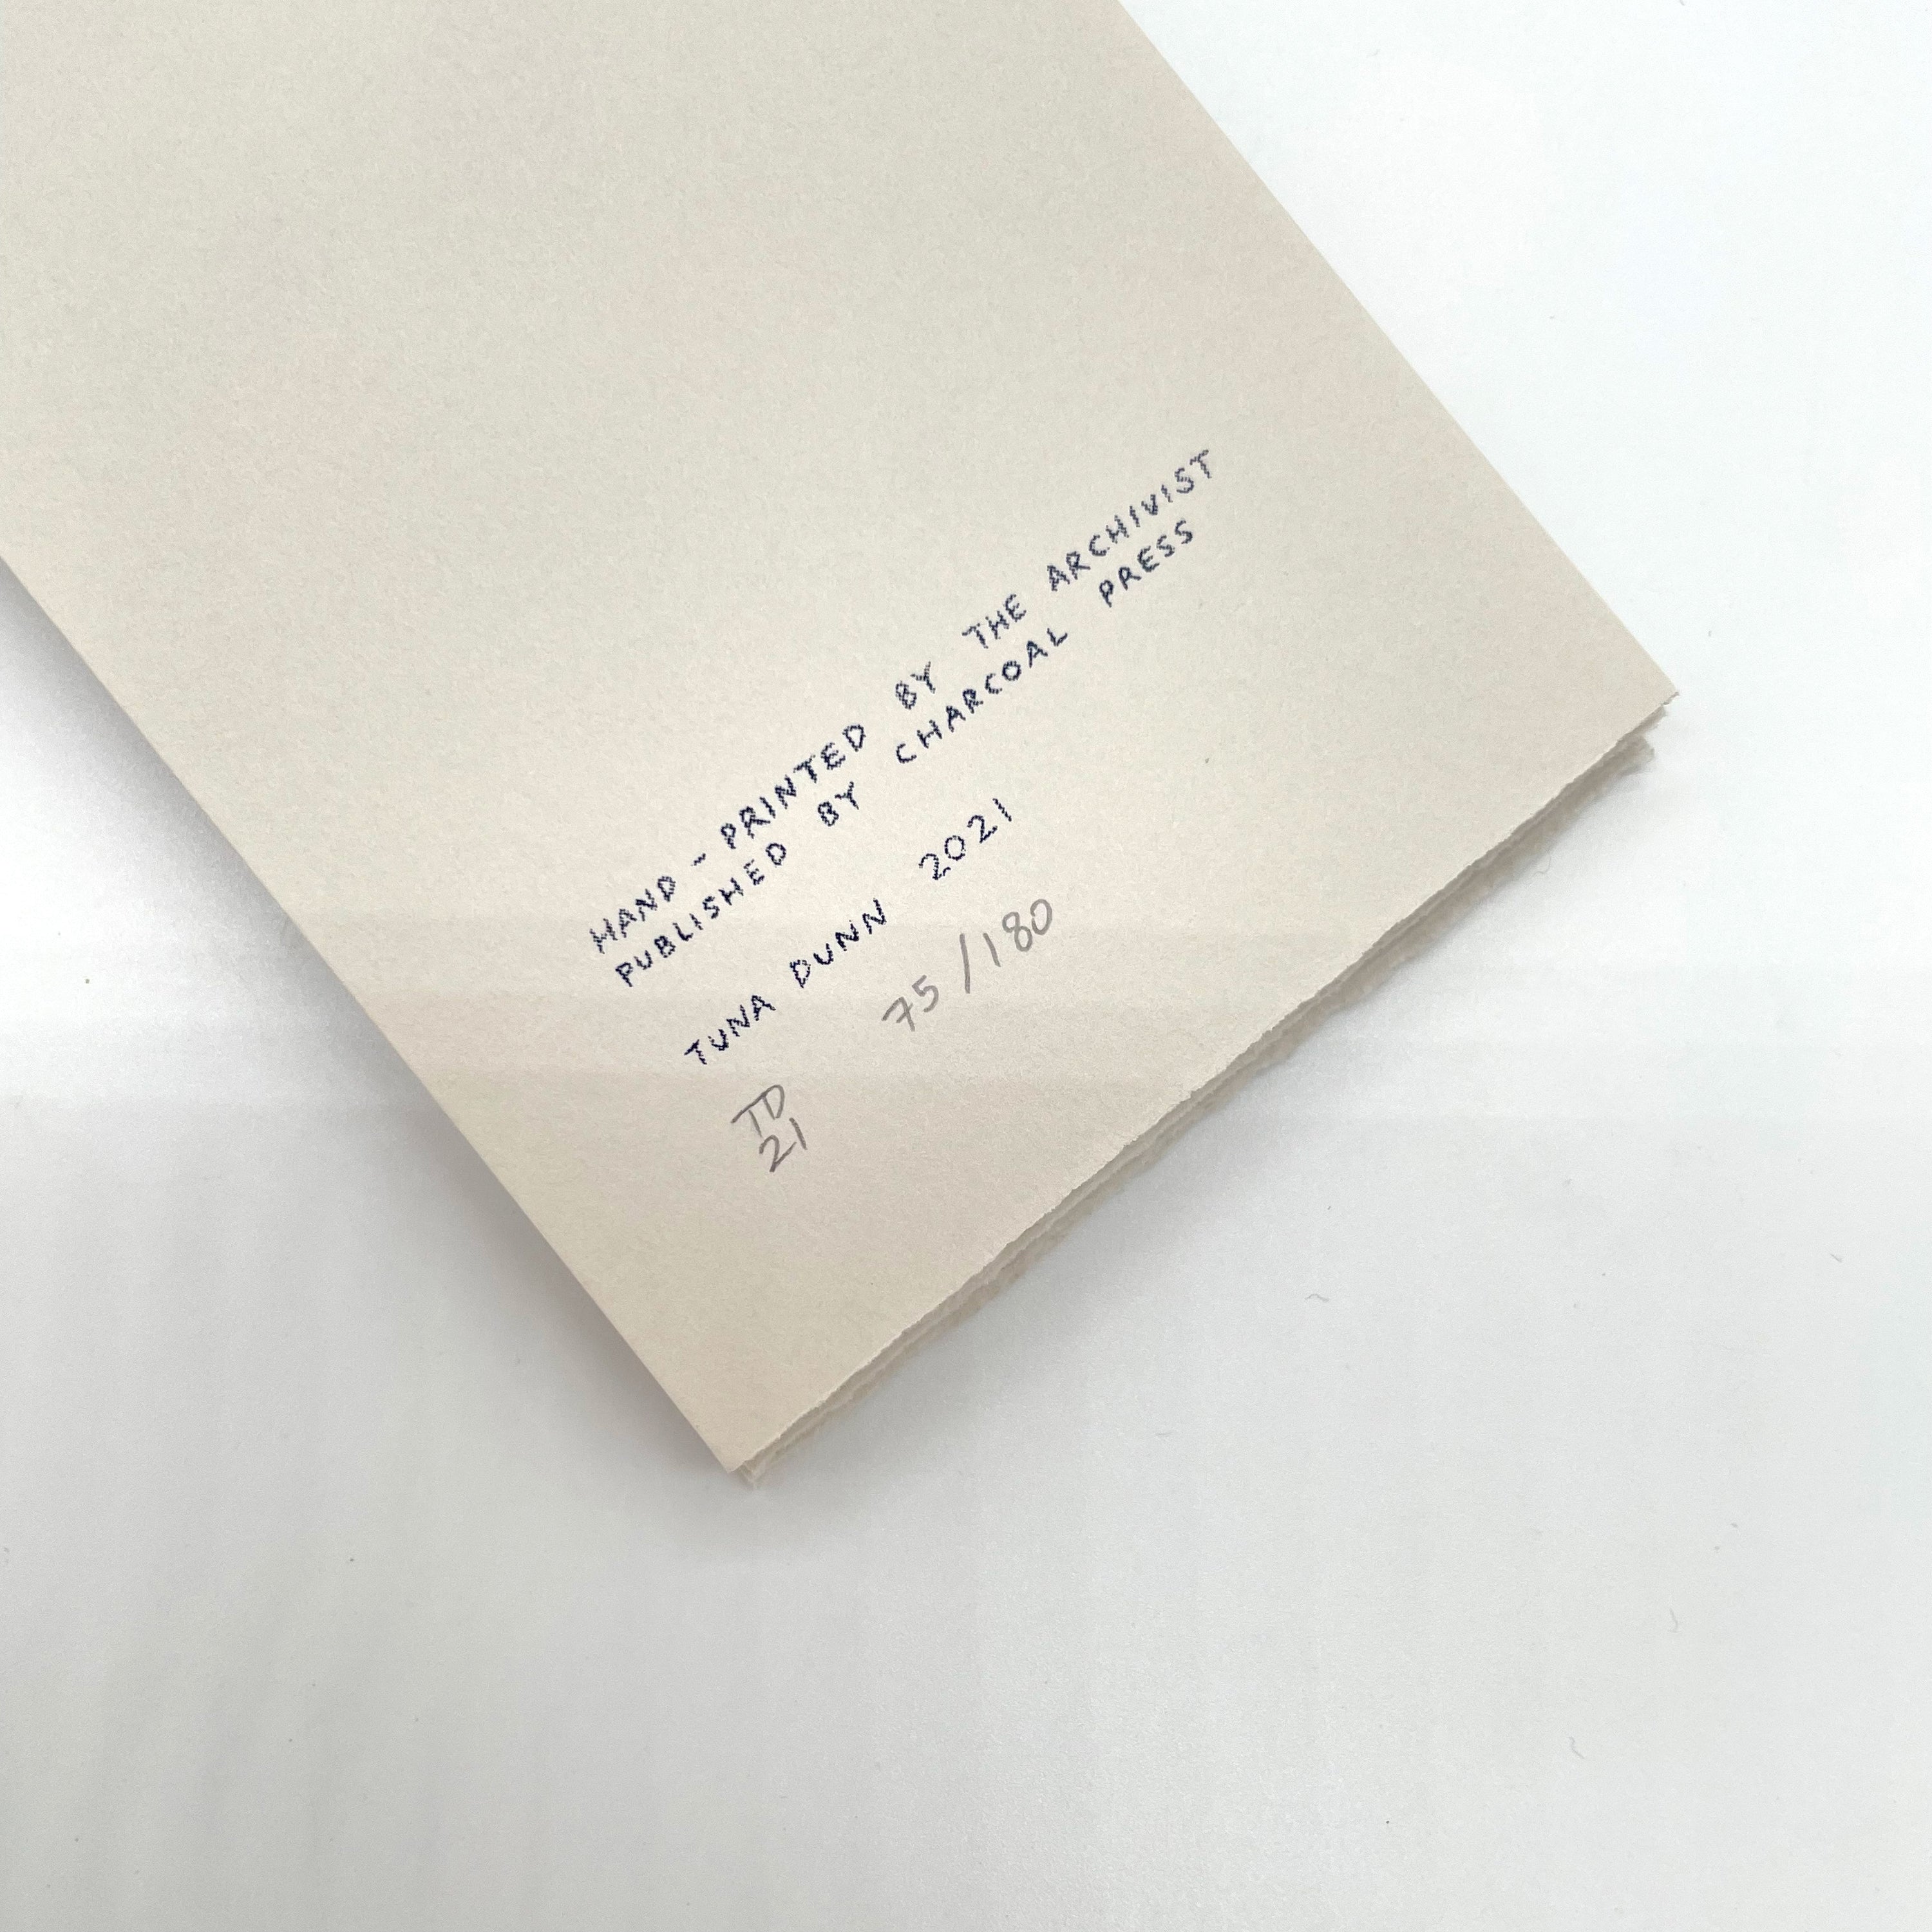 HAND - PRINTED BY THE ARCHIVIST
PUBLISHED BY CHARCOAL PRESS
TUNA DUNN 2021
75/180
TD
21